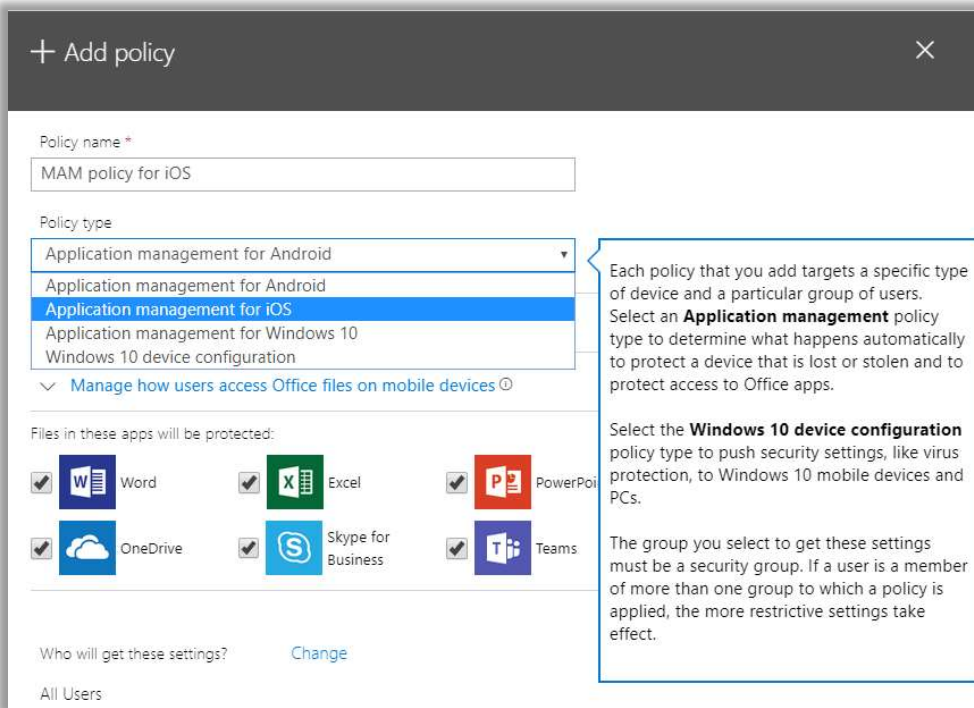 + Add policy
Policy name *
MAM policy for iOS
Policy type
Application management for Android
Application management for Android
Application management for iOS
Application management for Windows 10
Windows 10 device configuration
Manage how users access Office files on mobile devices
Files in these apps will be protected:
Word
Excel
PowerPoi
OneDrive
Skype for
Business
Teams
Who will get these settings? Change
All Users
Each policy that you add targets a specific type
of device and a particular group of users.
Select an Application management policy
type to determine what happens automatically
to protect a device that is lost or stolen and to
protect access to Office apps.
Select the Windows 10 device configuration
policy type to push security settings, like virus
protection, to Windows 10 mobile devices and
PCs.
The group you select to get these settings
must be a security group. If a user is a member
of more than one group to which a policy is
applied, the more restrictive settings take
effect.